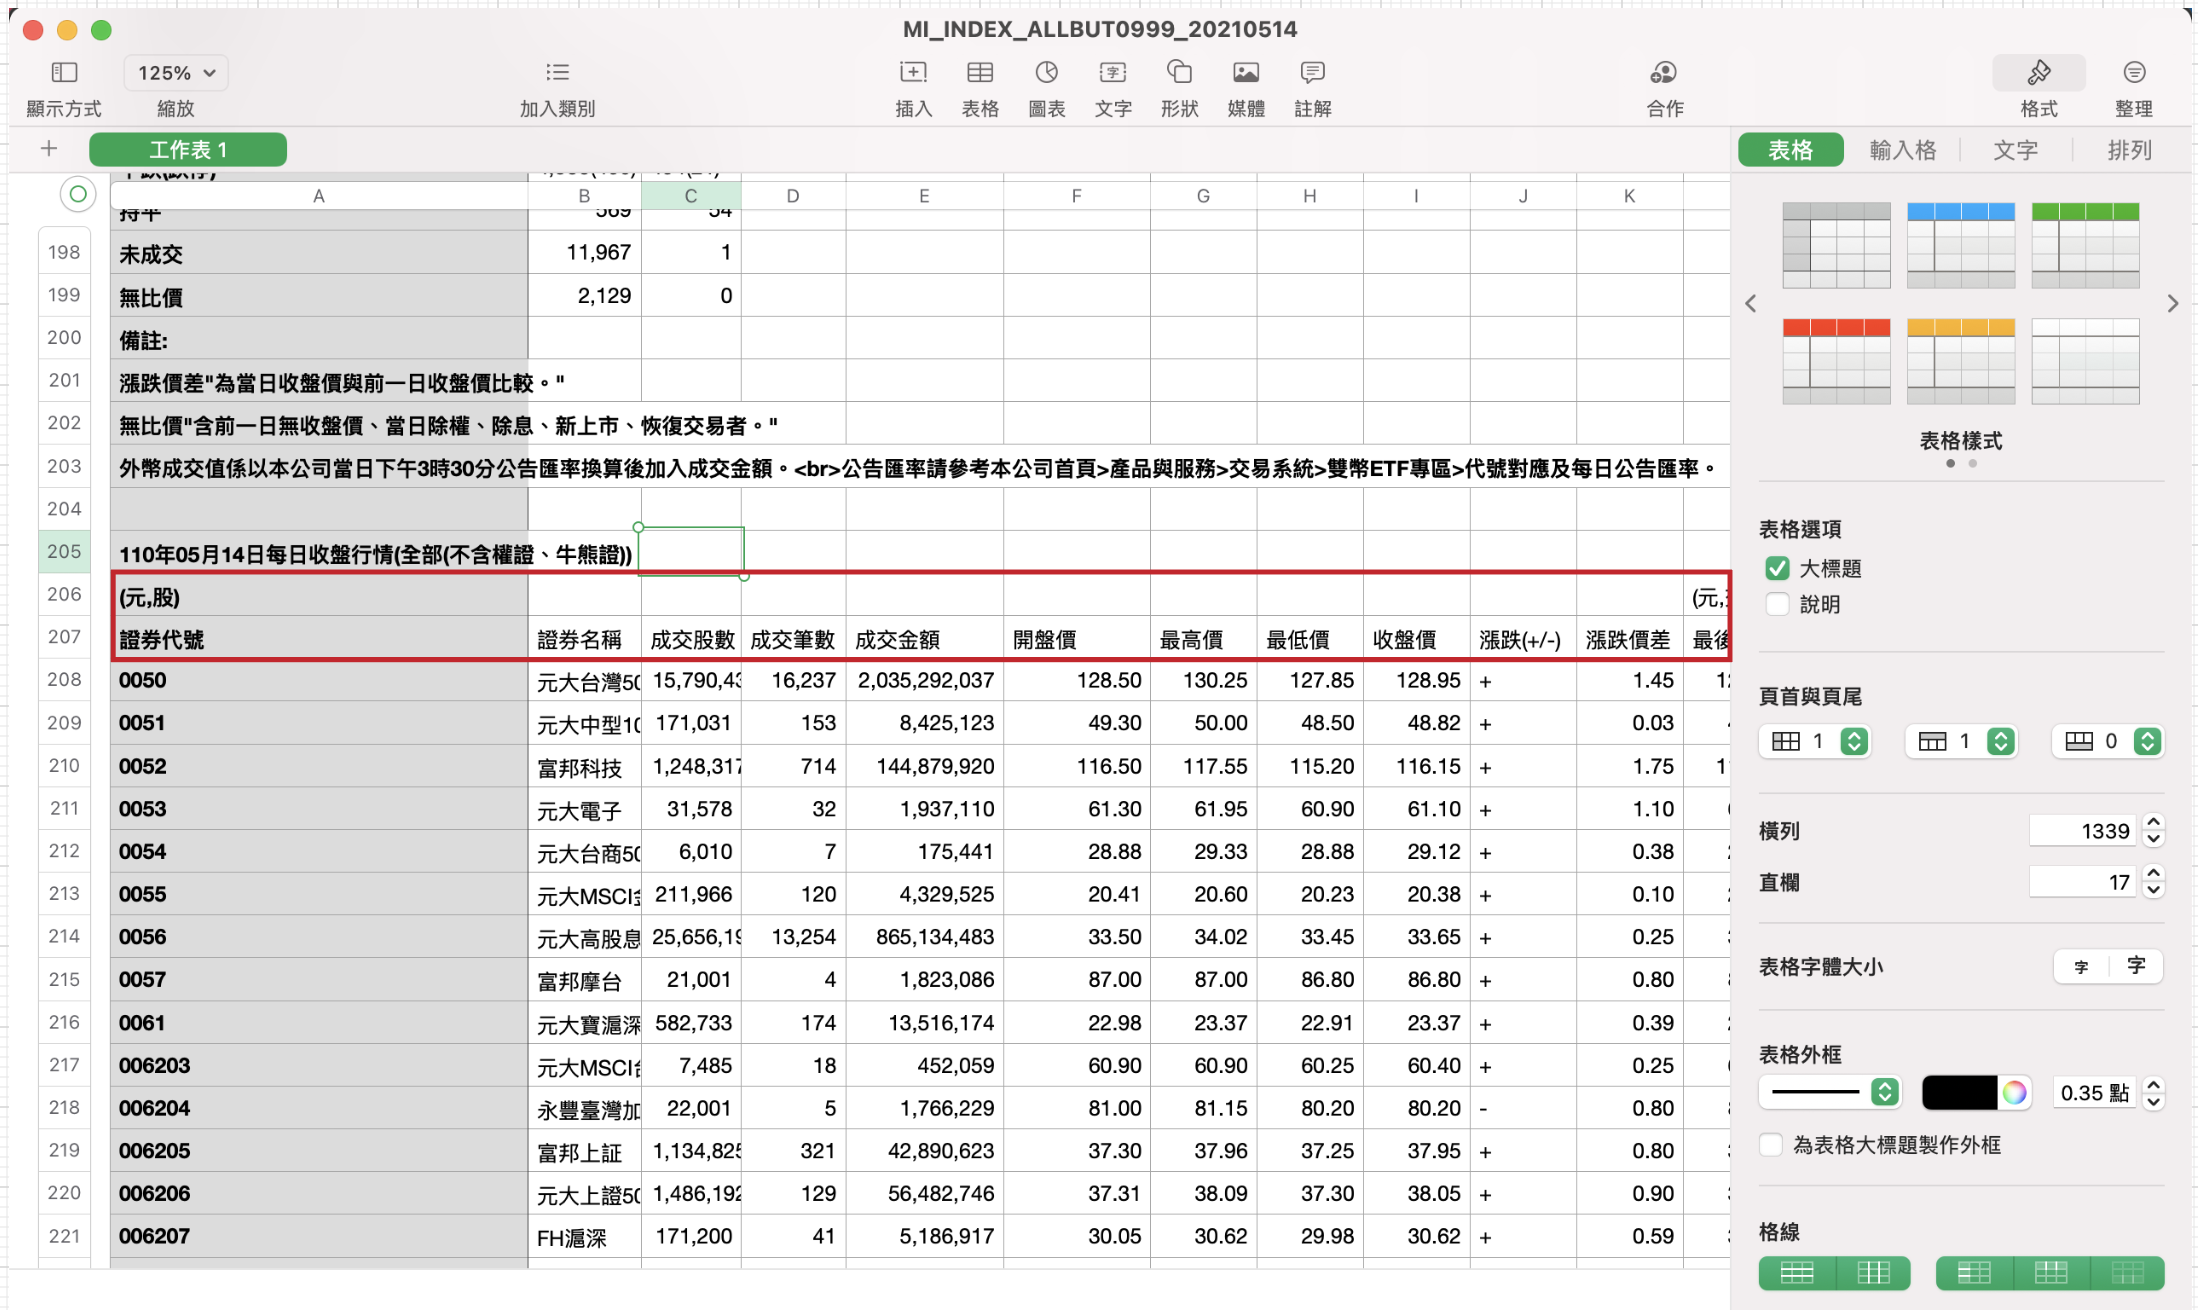 MI_INDEX_ALLBUT0999_20210514
125%
顯示方式 縮放 加入類別 插入 表格 圖表 文字 形狀 媒體 註解 合作 格式 整理
+ 工作表 1
表格 輸入格 文字 排列
A B C D E F G H I J K
持平 569 54
198 未成交 11,967 1
199 無比價 2,129 0
200 備註:
201 漲跌價差"為當日收盤價與前一日收盤價比較。"
202 無比價"含前一日無收盤價、當日除權、除息、新上市、恢復交易者。"
203 外幣成交值係以本公司當日下午3時30分公告匯率換算後加入成交金額。<br>公告匯率請參考本公司首頁>產品與服務>交易系統>雙幣ETF專區>代號對應及每日公告匯率。
204
205 110年05月14日每日收盤行情(全部(不含權證、牛熊證))
206 (元,股) (元,
207 證券代號 證券名稱 成交股數 成交筆數 成交金額 開盤價 最高價 最低價 收盤價 漲跌(+/-) 漲跌價差 最後
208 0050 元大台灣50 15,790,43 16,237 2,035,292,037 128.50 130.25 127.85 128.95 + 1.45
209 0051 元大中型10 171,031 153 8,425,123 49.30 50.00 48.50 48.82 + 0.03
210 0052 富邦科技 1,248,317 714 144,879,920 116.50 117.55 115.20 116.15 + 1.75
211 0053 元大電子 31,578 32 1,937,110 61.30 61.95 60.90 61.10 + 1.10
212 0054 元大台商50 6,010 7 175,441 28.88 29.33 28.88 29.12 + 0.38
213 0055 元大MSCI 211,966 120 4,329,525 20.41 20.60 20.23 20.38 + 0.10
214 0056 元大高股息 25,656,19 13,254 865,134,483 33.50 34.02 33.45 33.65 + 0.25
215 0057 富邦摩台 21,001 4 1,823,086 87.00 87.00 86.80 86.80 + 0.80
216 0061 元大寶滬深 582,733 174 13,516,174 22.98 23.37 22.91 23.37 + 0.39
217 006203 元大MSCI 7,485 18 452,059 60.90 60.90 60.25 60.40 + 0.25
218 006204 永豐臺灣加 22,001 5 1,766,229 81.00 81.15 80.20 80.20 - 0.80
219 006205 富邦上証 1,134,825 321 42,890,623 37.30 37.96 37.25 37.95 + 0.80
220 006206 元大上證50 1,486,192 129 56,482,746 37.31 38.09 37.30 38.05 + 0.90
221 006207 FH滬深 171,200 41 5,186,917 30.05 30.62 29.98 30.62 + 0.59
表格樣式
表格選項
大標題
說明
頁首與頁尾
1 1 0
橫列 1339
直欄 17
表格字體大小 字 字
表格外框
0.35 點
為表格大標題製作外框
格線